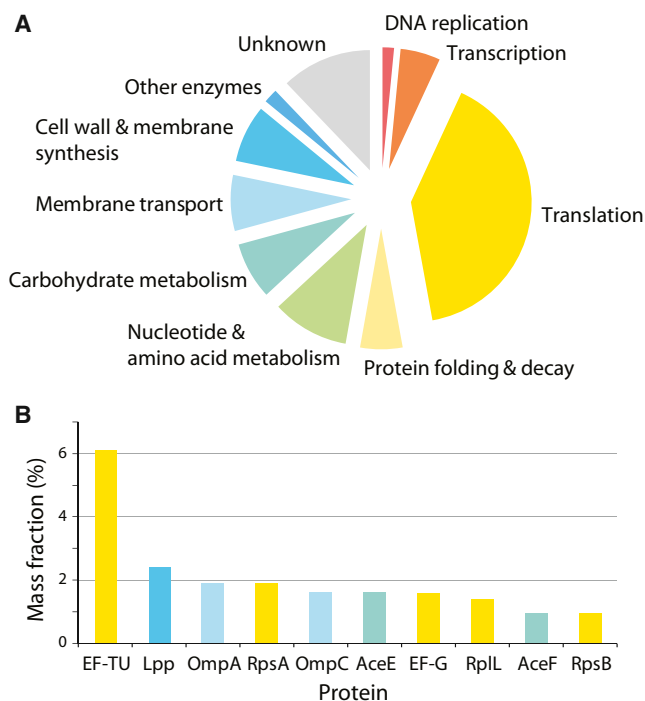 A
DNA replication
Transcription
Unknown
Other enzymes
Cell wall & membrane
synthesis
Membrane transport
Translation
Carbohydrate metabolism
Nucleotide &
amino acid metabolism
Protein folding & decay
B
Mass fraction (%)
6
4
2
0
EF-TU Lpp OmpA RpsA OmpC AceE EF-G RplL AceF RpsB
Protein